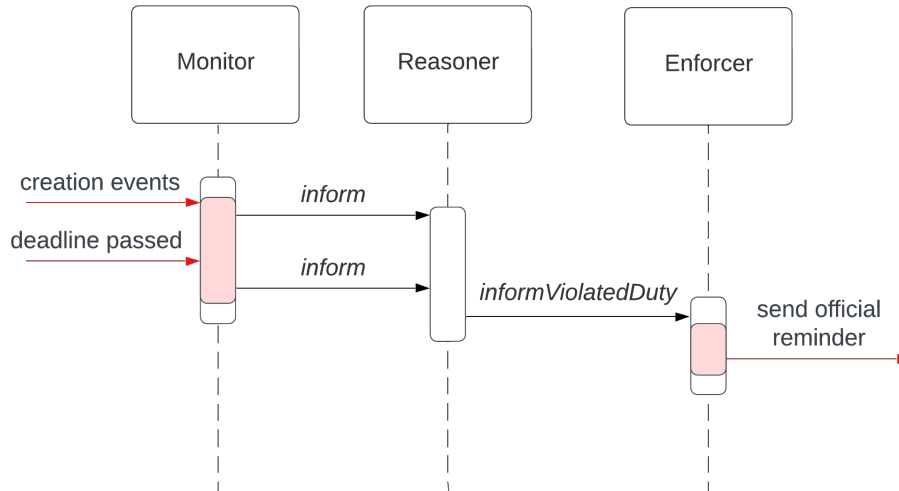 Monitor
Reasoner
Enforcer
creation events
inform
deadline passed
inform
informViolatedDuty
send official
reminder